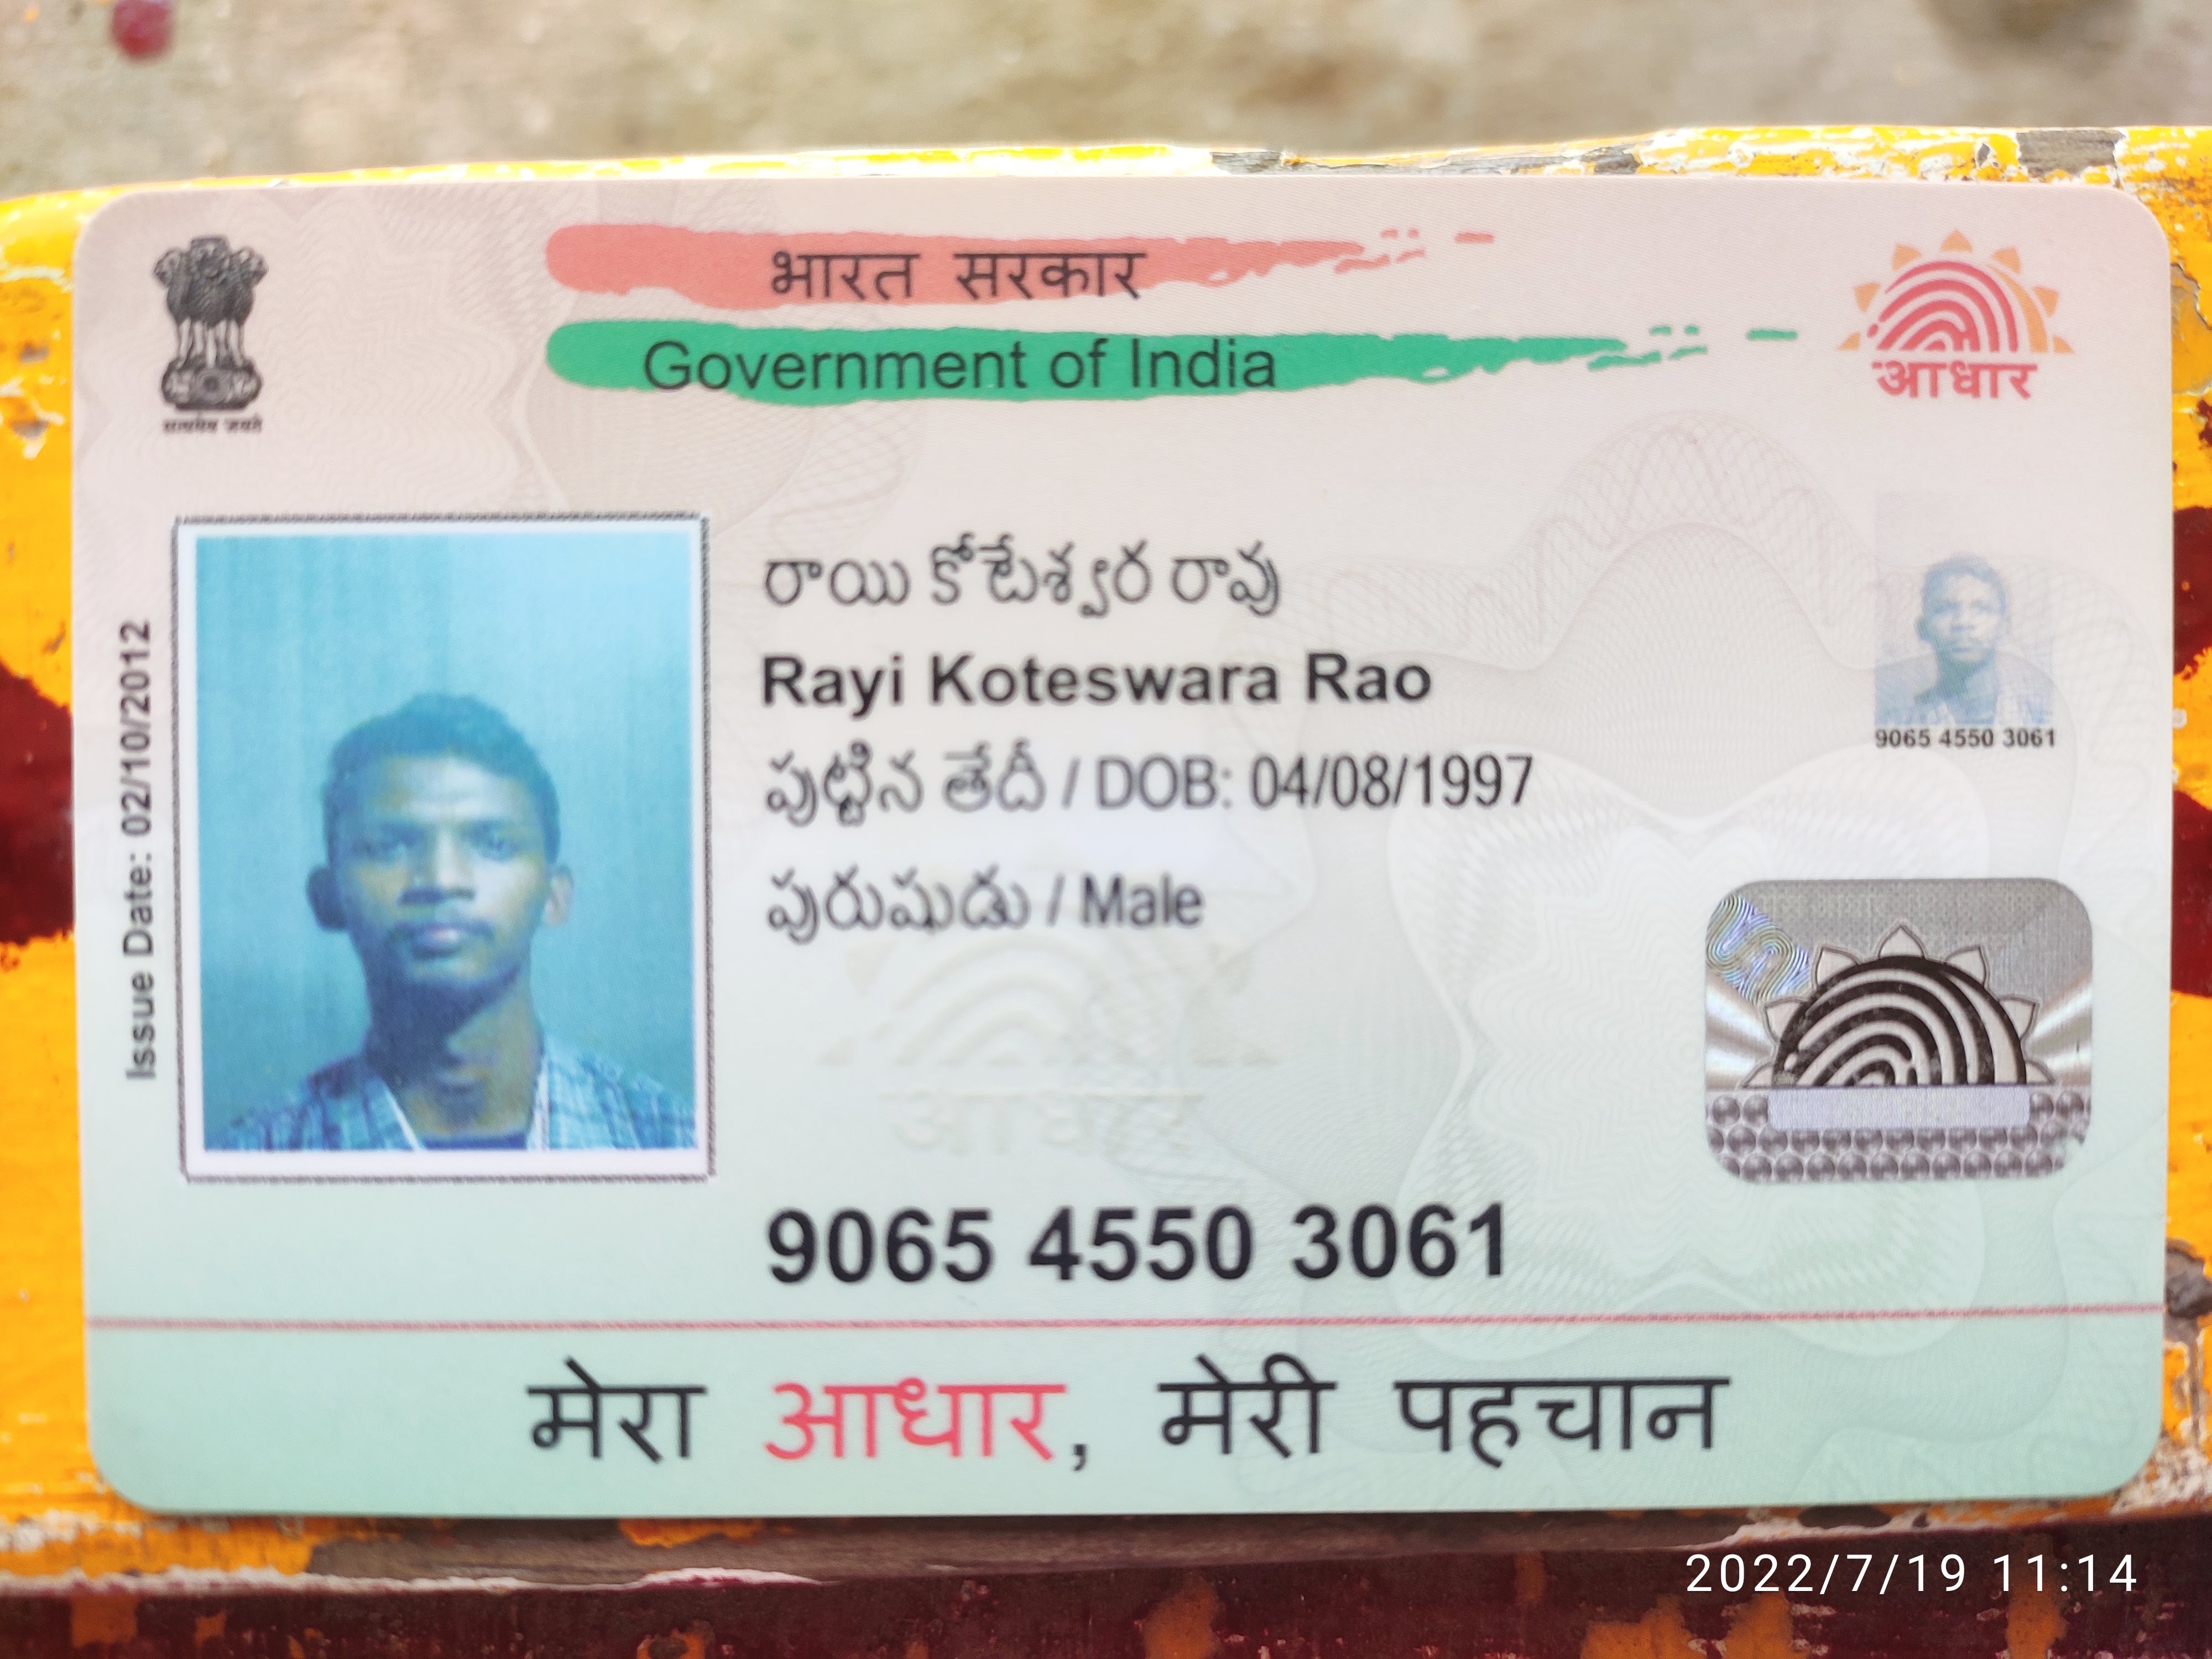 भारत सरकार
Government of India
सत्यमेव जयते
आधार
Issue Date: 02/10/2012
రాయి కోటేశ్వర రావు
Rayi Koteswara Rao
పుట్టిన తేదీ / DOB: 04/08/1997
పురుషుడు / Male
9065 4550 3061
आधार
9065 4550 3061
मेरा आधार, मेरी पहचान
2022/7/19 11:14